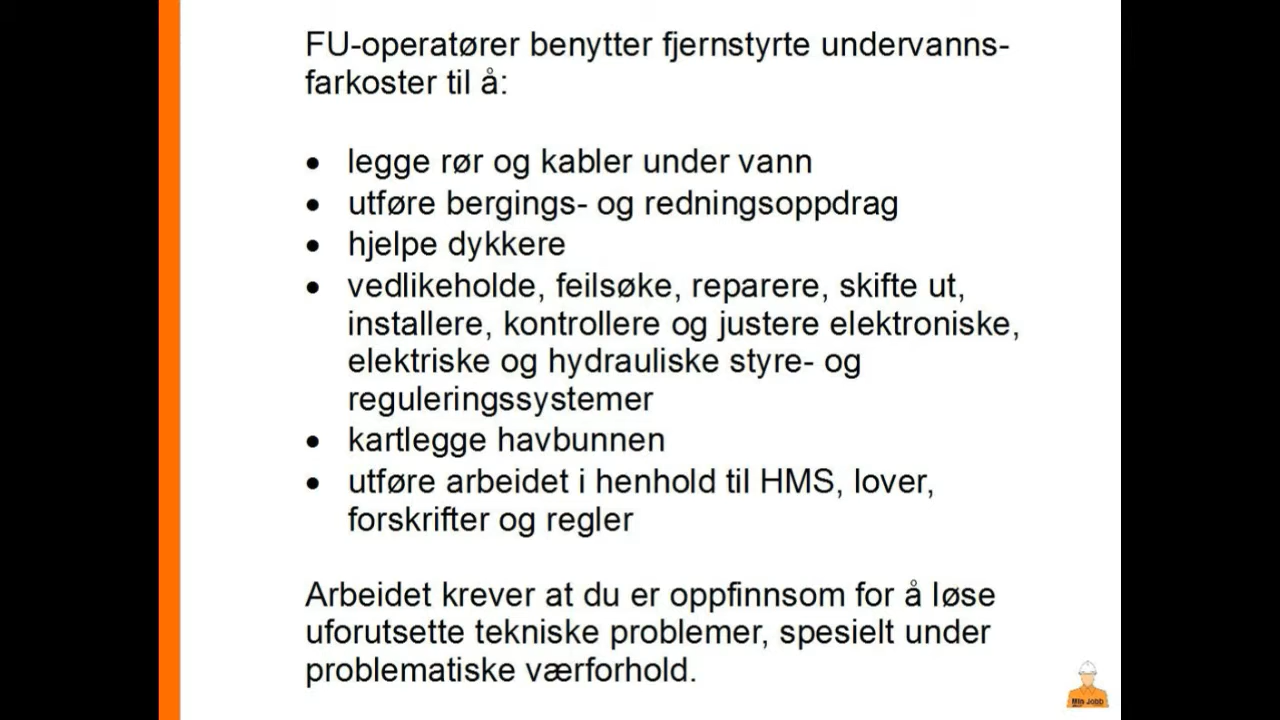 FU-operatører benytter fjernstyrte undervanns-
farkoster til å:
• legge rør og kabler under vann
• utføre bergings- og redningsoppdrag
• hjelpe dykkere
• vedlikeholde, feilsøke, reparere, skifte ut,
installere, kontrollere og justere elektroniske,
elektriske og hydrauliske styre- og
reguleringssystemer
• kartlegge havbunnen
• utføre arbeidet i henhold til HMS, lover,
forskrifter og regler
Arbeidet krever at du er oppfinnsom for å løse
uforutsette tekniske problemer, spesielt under
problematiske værforhold.
Min Jobb